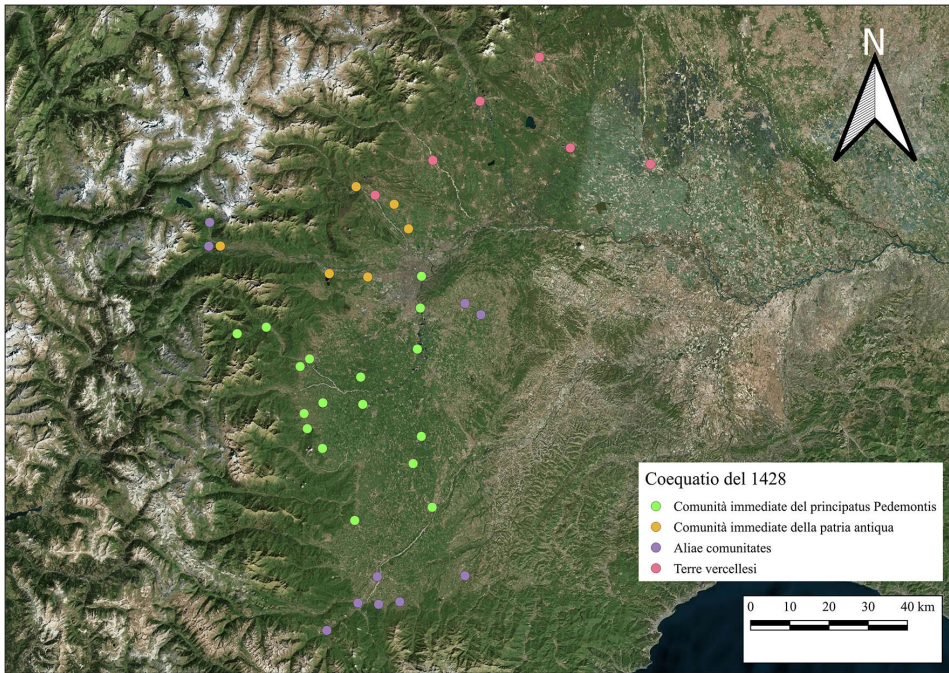 N
Coequatio del 1428
Comunità immediate del principatus Pedemontis
Comunità immediate della patria antiqua
Aliae comunitates
Terre vercellesi
0 10 20 30 40 km